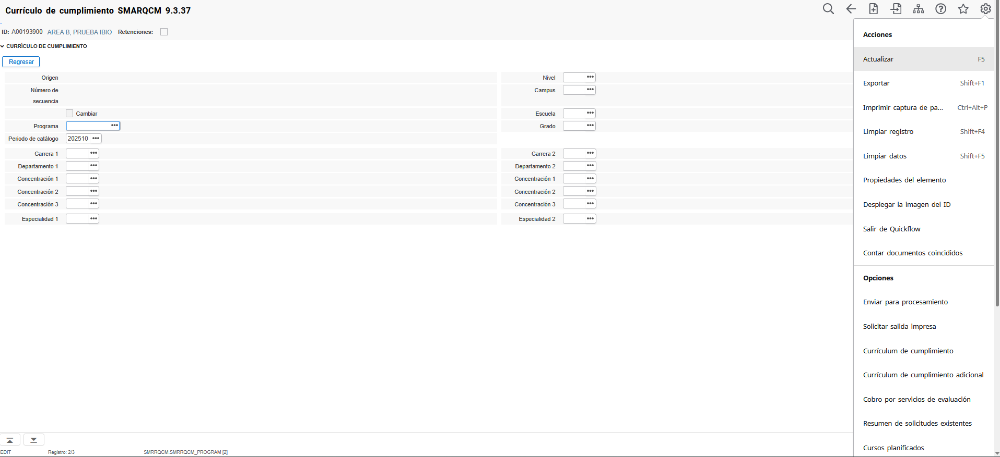 Currículo de cumplimiento SMARQCM 9.3.37
.
ID: A00193900 AREA B, PRUEBA IBIO Retenciones:
CURRÍCULO DE CUMPLIMIENTO
Regresar
Origen
Nivel
Número de secuencia
Campus
Cambiar
Escuela
Programa
Grado
Periodo de catálogo 202510
Carrera 1
Carrera 2
Departamento 1
Departamento 2
Concentración 1
Concentración 1
Concentración 2
Concentración 2
Concentración 3
Concentración 3
Especialidad 1
Especialidad 2
Acciones
Actualizar F5
Exportar Shift+F1
Imprimir captura de pa... Ctrl+Alt+P
Limpiar registro Shift+F4
Limpiar datos Shift+F5
Propiedades del elemento
Desplegar la imagen del ID
Salir de Quickflow
Contar documentos coincididos
Opciones
Enviar para procesamiento
Solicitar salida impresa
Currículum de cumplimiento
Currículum de cumplimiento adicional
Cobro por servicios de evaluación
Resumen de solicitudes existentes
Cursos planificados
EDIT Registro: 2/3 SMRRQCM.SMRRQCM_PROGRAM [2]